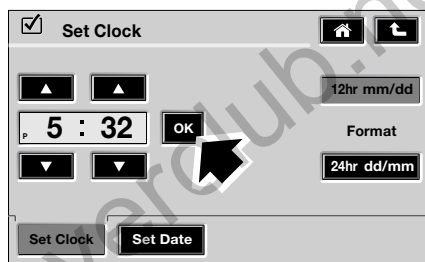 Set Clock
12hr mm/dd
P 5 : 32 OK
Format
24hr dd/mm
Set Clock Set Date